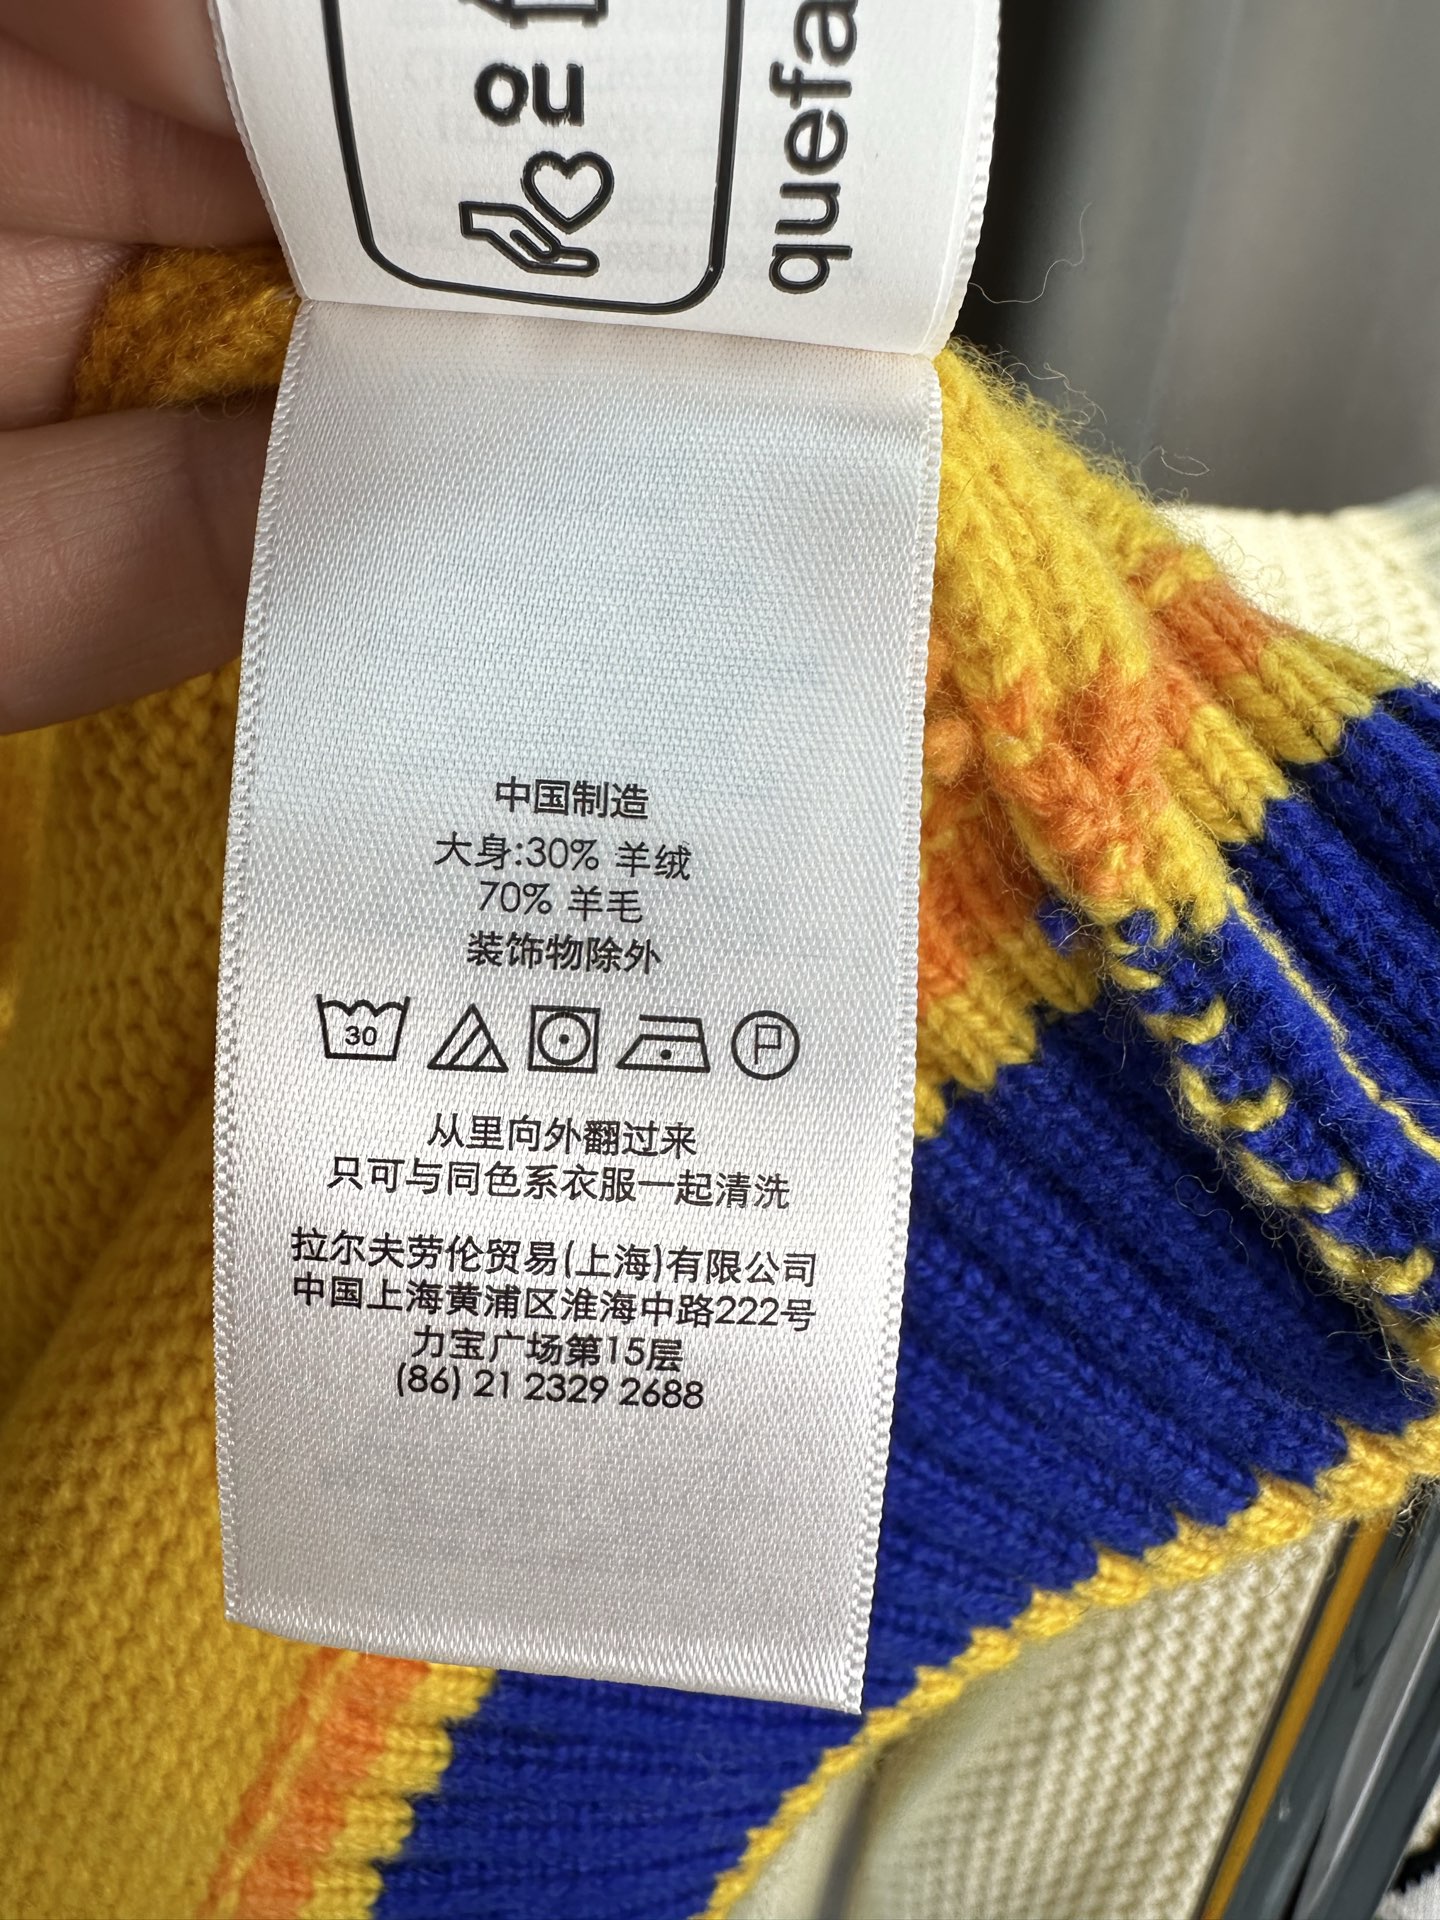 ou
quefa
中国制造
大身:30% 羊绒
70% 羊毛
装饰物除外
30
P
从里向外翻过来
只可与同色系衣服一起清洗
拉尔夫劳伦贸易(上海)有限公司
中国上海黄浦区淮海中路222号
力宝广场第15层
(86) 21 2329 2688